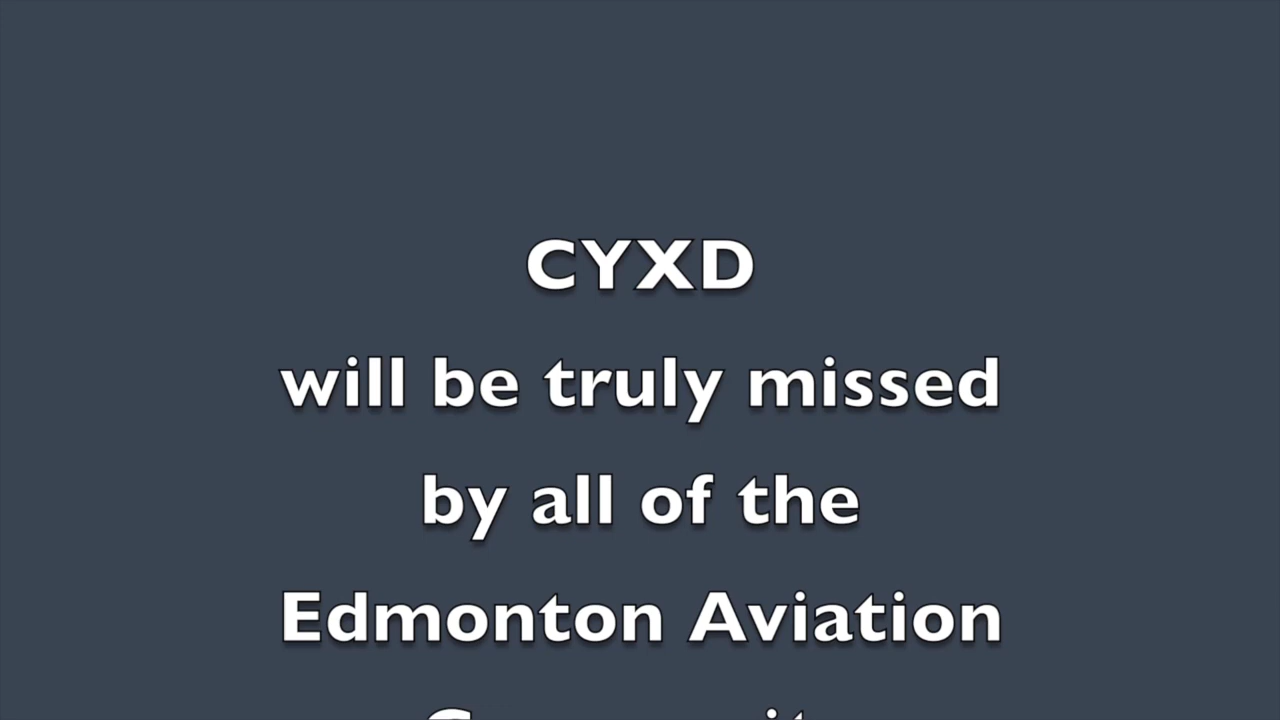 CYXD
will be truly missed
by all of the
Edmonton Aviation